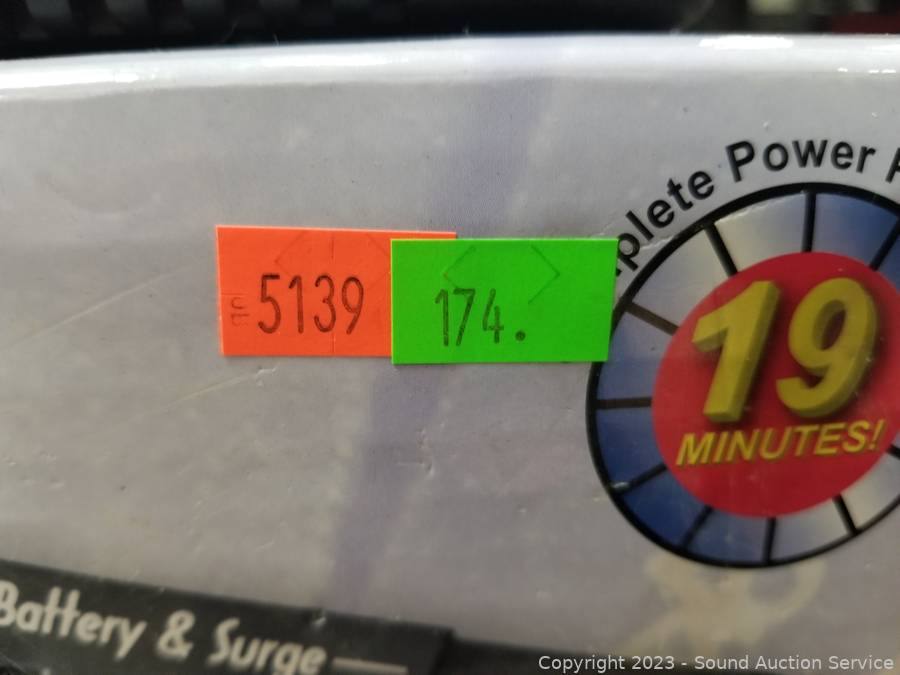 plete Power P
5139
174.
19
MINUTES!
Battery & Surge
Copyright 2023 - Sound Auction Service